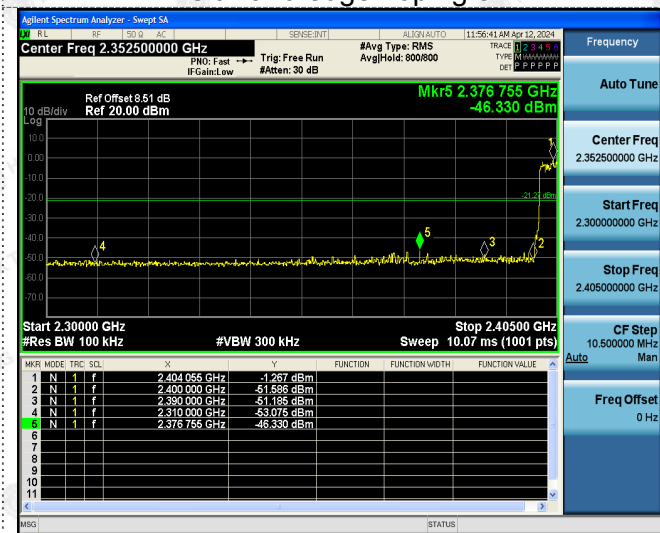 Agilent Spectrum Analyzer - Swept SA
RL RF 50 Ω AC SENSE:INT ALIGN AUTO 11:56:41 AM Apr 12, 2024
Center Freq 2.352500000 GHz
PNO: Fast
IFGain:Low
Trig: Free Run
#Atten: 30 dB
#Avg Type: RMS
Avg|Hold: 800/800
TRACE 1 2 3 4 5 6
TYPE M
DET P P P P P P
Frequency
Auto Tune
Center Freq
2.352500000 GHz
Start Freq
2.300000000 GHz
Stop Freq
2.405000000 GHz
CF Step
10.500000 MHz
Auto Man
Freq Offset
0 Hz
Mkr5 2.376 755 GHz
-46.330 dBm
Ref Offset 8.51 dB
Ref 20.00 dBm
10 dB/div
Log
10.0
0.00
-10.0
-20.0
-30.0
-40.0
-50.0
-60.0
-70.0
-21.27 dBm
1
2
3
4
5
Start 2.30000 GHz
Stop 2.40500 GHz
#Res BW 100 kHz
#VBW 300 kHz
Sweep 10.07 ms (1001 pts)
MKR MODE TRC SCL X Y FUNCTION FUNCTION WIDTH FUNCTION VALUE
1 N 1 f 2.404 055 GHz -1.267 dBm
2 N 1 f 2.400 000 GHz -51.586 dBm
3 N 1 f 2.390 000 GHz -51.185 dBm
4 N 1 f 2.310 000 GHz -53.075 dBm
5 N 1 f 2.376 755 GHz -46.330 dBm
6
7
8
9
10
11
MSG
STATUS